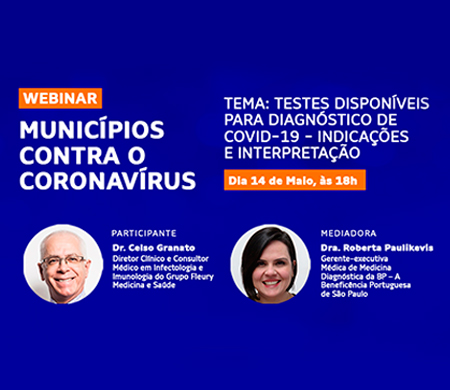 WEBINAR
MUNICÍPIOS
CONTRA O
CORONAVÍRUS
TEMA: TESTES DISPONÍVEIS
PARA DIAGNÓSTICO DE
COVID-19 – INDICAÇÕES
E INTERPRETAÇÃO
Dia 14 de Maio, às 18h
PARTICIPANTE
Dr. Celso Granato
Diretor Clínico e Consultor
Médico em Infectologia e
Imunologia do Grupo Fleury
Medicina e Saúde
MEDIADORA
Dra. Roberta Paulikevis
Gerente-executiva
Médica de Medicina
Diagnóstica da BP – A
Beneficência Portuguesa
de São Paulo